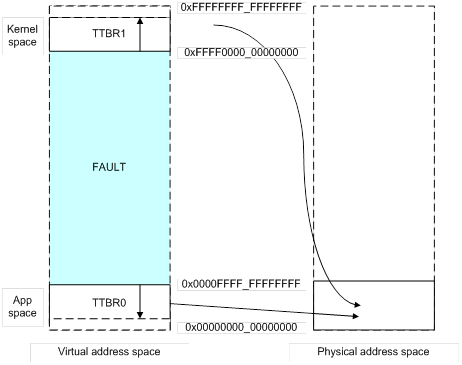 0xFFFFFFFF_FFFFFFFF
Kernel
space
TTBR1
0xFFFF0000_00000000
FAULT
0x0000FFFF_FFFFFFFF
App
space
TTBR0
0x00000000_00000000
Virtual address space
Physical address space